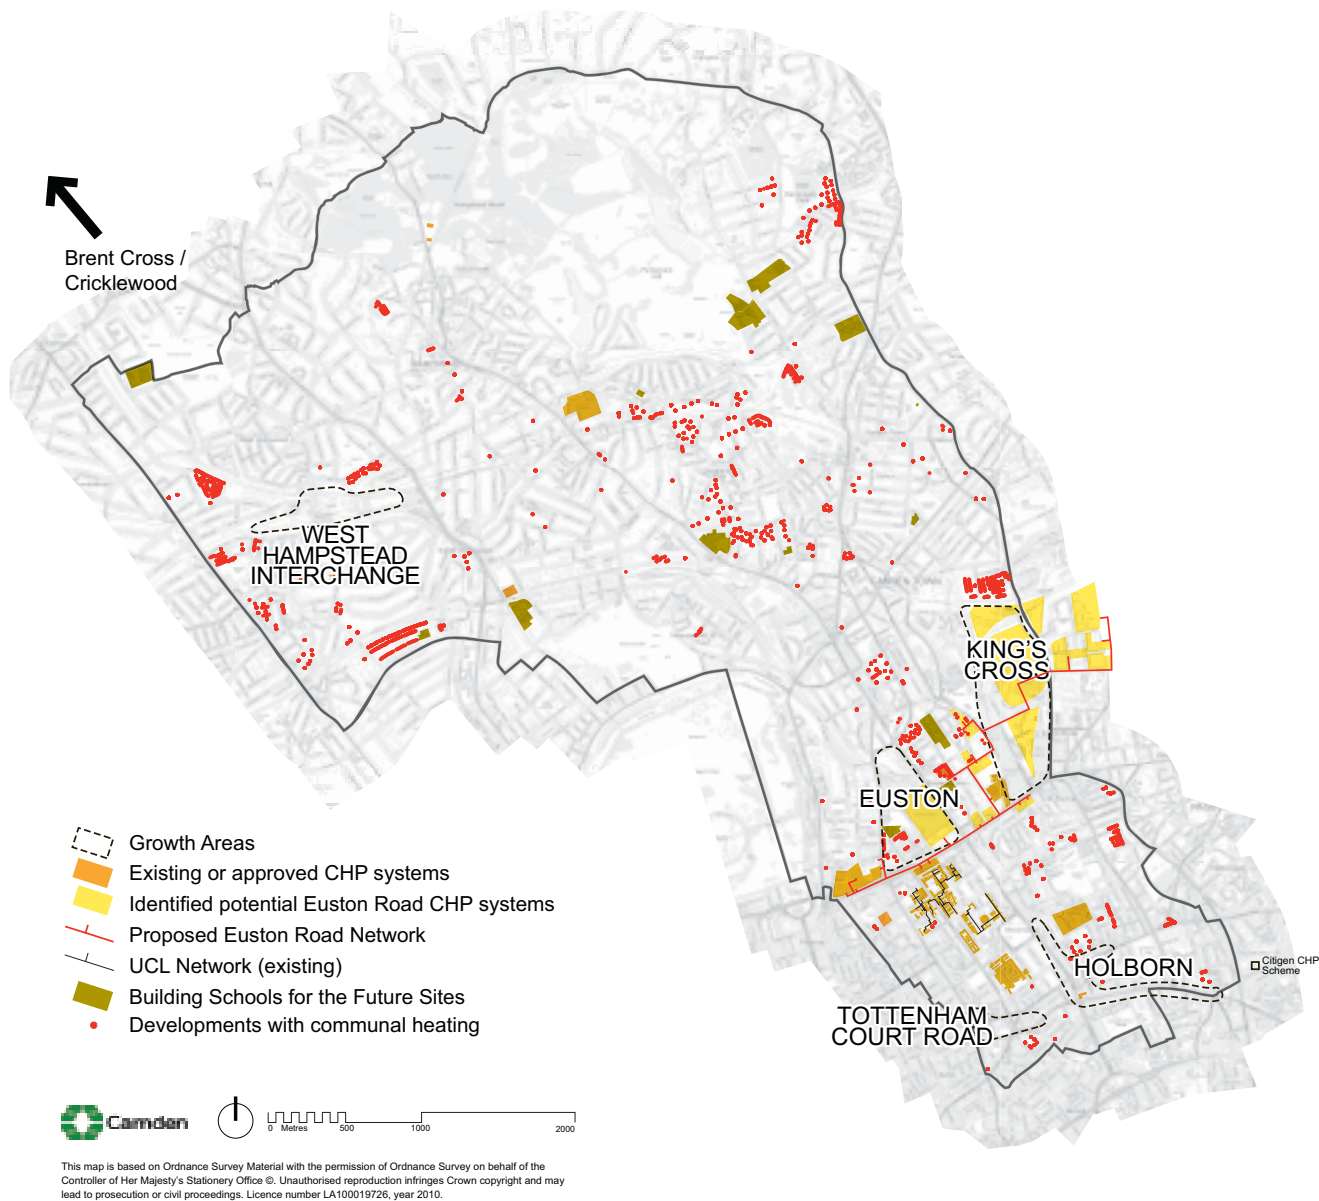 Brent Cross /
Cricklewood
WEST
HAMPSTEAD
INTERCHANGE
KING'S
CROSS
EUSTON
HOLBORN
Citigen CHP
Scheme
TOTTENHAM
COURT ROAD
Growth Areas
Existing or approved CHP systems
Identified potential Euston Road CHP systems
Proposed Euston Road Network
UCL Network (existing)
Building Schools for the Future Sites
Developments with communal heating
Camden
0 Metres 500 1000 2000
This map is based on Ordnance Survey Material with the permission of Ordnance Survey on behalf of the
Controller of Her Majesty's Stationery Office ©. Unauthorised reproduction infringes Crown copyright and may
lead to prosecution or civil proceedings. Licence number LA100019726, year 2010.